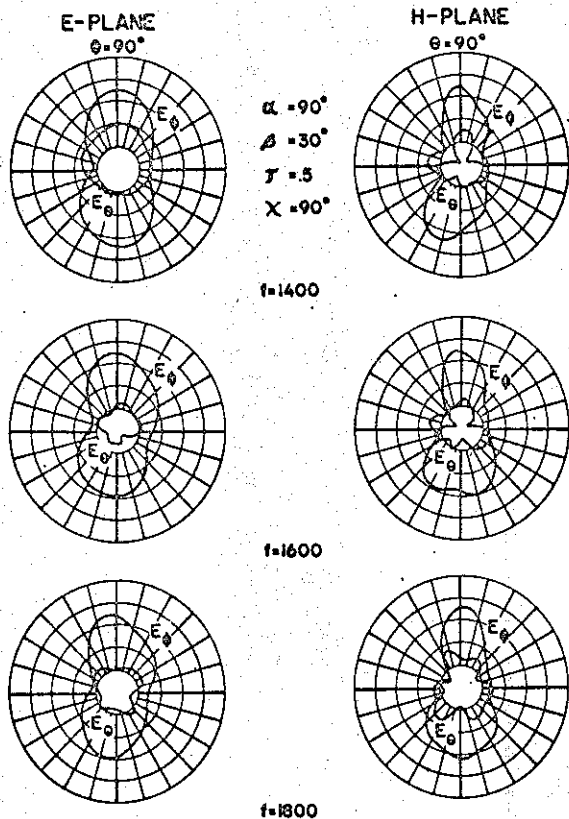 E-PLANE
θ=90°
H-PLANE
θ=90°
α =90°
β =30°
τ =.5
χ =90°
Eϕ
Eθ
Eϕ
Eθ
f=1400
Eϕ
Eθ
Eϕ
Eθ
f=1600
Eϕ
Eθ
Eϕ
Eθ
f=1800